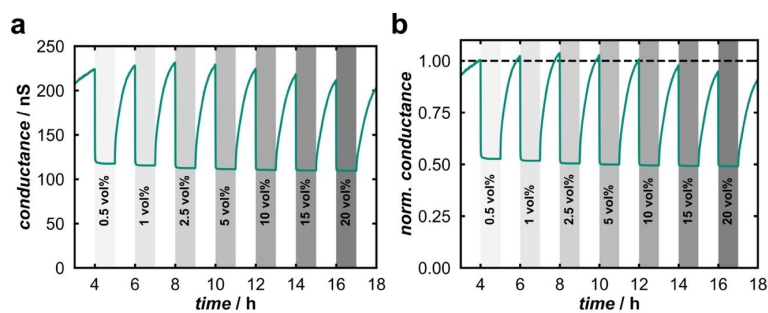 a
250
200
150
100
50
0
conductance / nS
0.5 vol%
1 vol%
2.5 vol%
5 vol%
10 vol%
15 vol%
20 vol%
4 6 8 10 12 14 16 18
time / h
b
1.00
0.75
0.50
0.25
0.00
norm. conductance
0.5 vol%
1 vol%
2.5 vol%
5 vol%
10 vol%
15 vol%
20 vol%
4 6 8 10 12 14 16 18
time / h